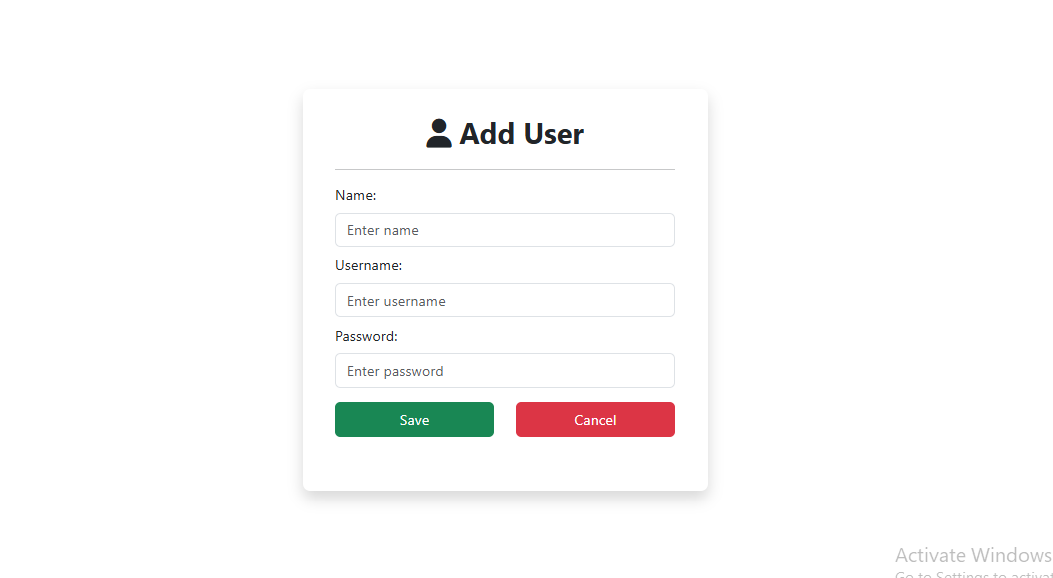 Add User
Name:
Enter name
Username:
Enter username
Password:
Enter password
Save Cancel
Activate Windows
Go to Settings to activat